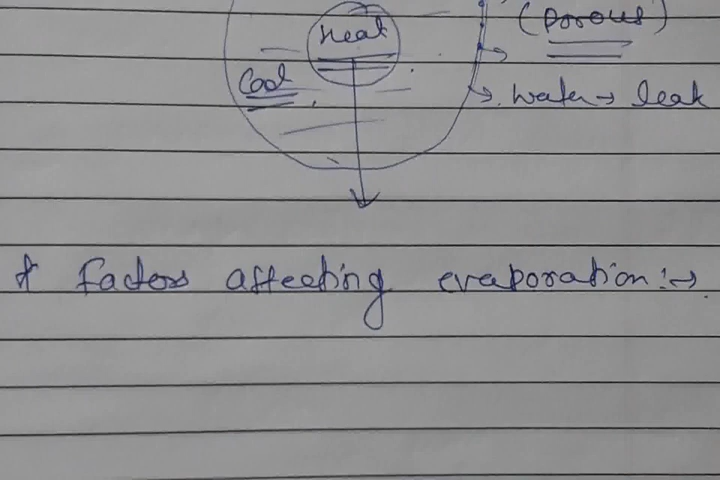 (Porous)
Heat
Cool
→ Water → leak
* factors affecting evaporation :→